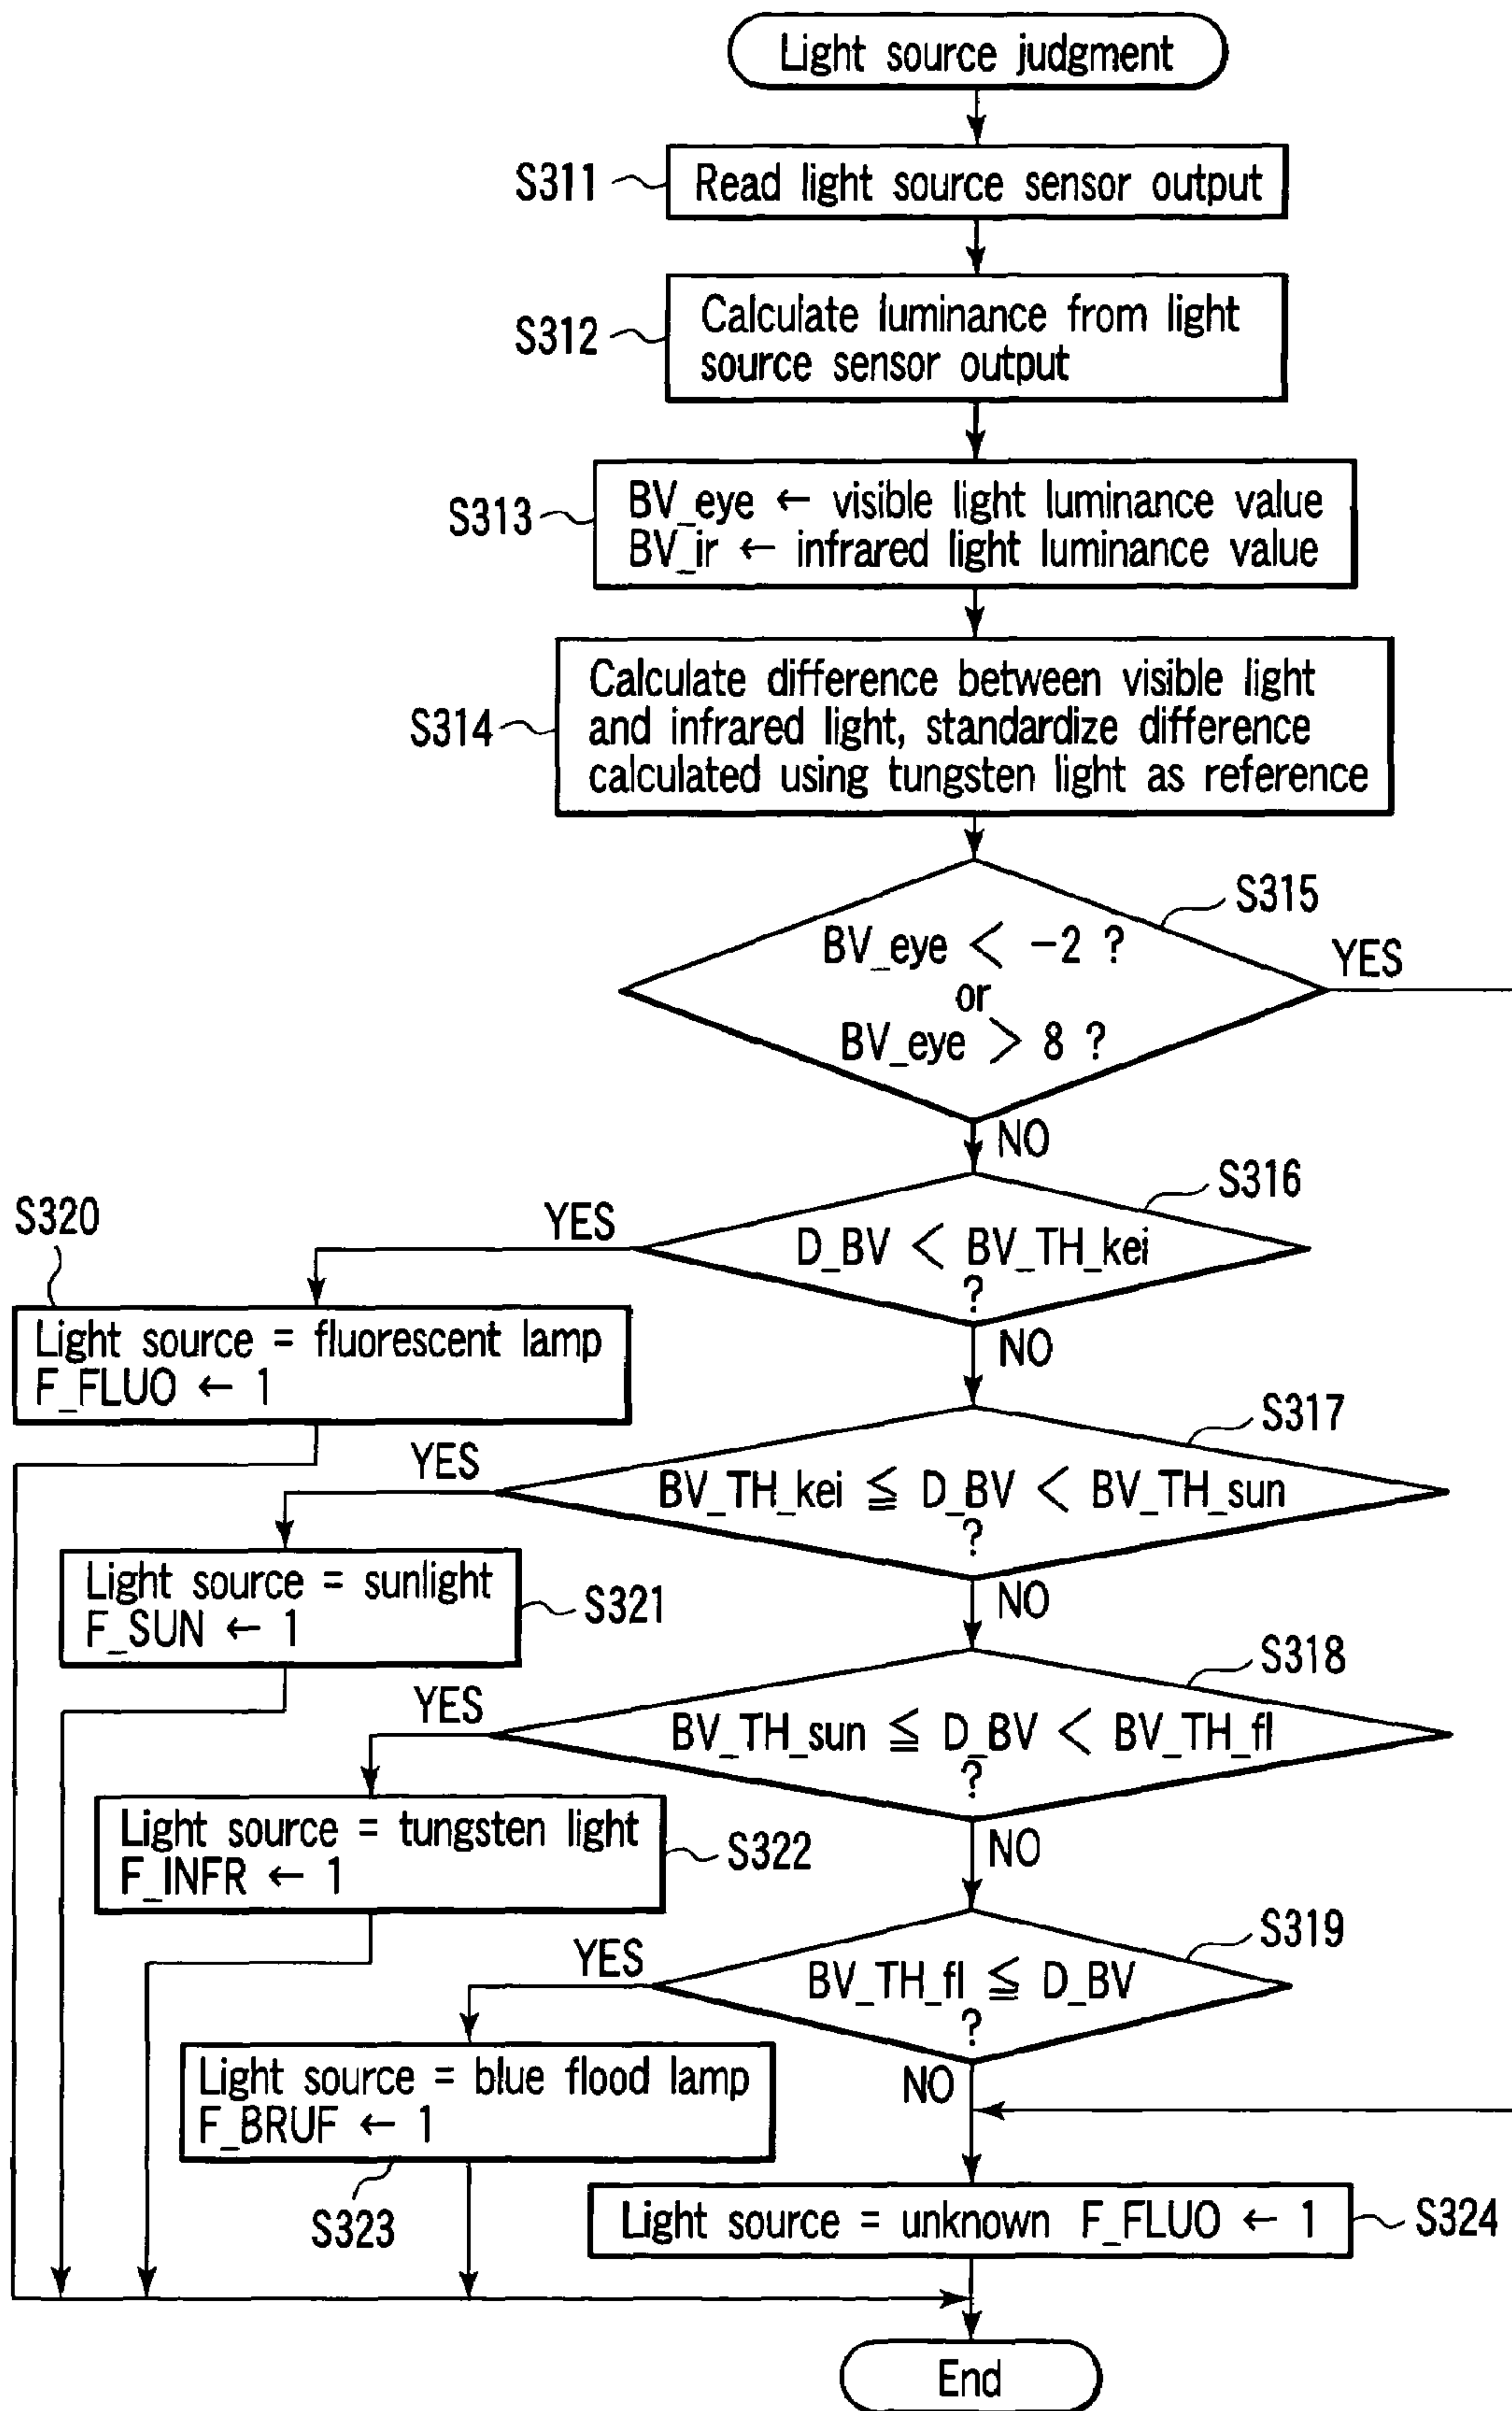 Light source judgment
S311
Read light source sensor output
S312
Calculate luminance from light
source sensor output
S313
BV_eye ← visible light luminance value
BV_ir ← infrared light luminance value
S314
Calculate difference between visible light
and infrared light, standardize difference
calculated using tungsten light as reference
S315
BV_eye < -2 ?
or
BV_eye > 8 ?
YES
NO
S316
D_BV < BV_TH_kei
?
YES
NO
S320
Light source = fluorescent lamp
F_FLUO ← 1
S317
BV_TH_kei ≦ D_BV < BV_TH_sun
?
YES
NO
Light source = sunlight
F_SUN ← 1
S321
S318
BV_TH_sun ≦ D_BV < BV_TH_fl
?
YES
NO
Light source = tungsten light
F_INFR ← 1
S322
S319
BV_TH_fl ≦ D_BV
?
YES
NO
Light source = blue flood lamp
F_BRUF ← 1
S323
Light source = unknown F_FLUO ← 1
S324
End